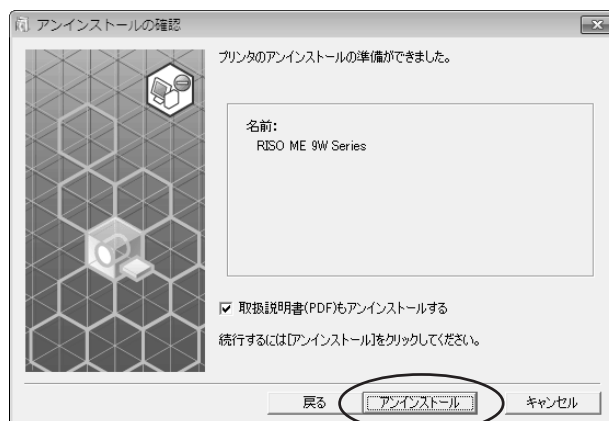 アンインストールの確認
プリンタのアンインストールの準備ができました。
名前:
RISO ME 9W Series
取扱説明書(PDF)もアンインストールする
続行するには[アンインストール]をクリックしてください。
戻る
アンインストール
キャンセル